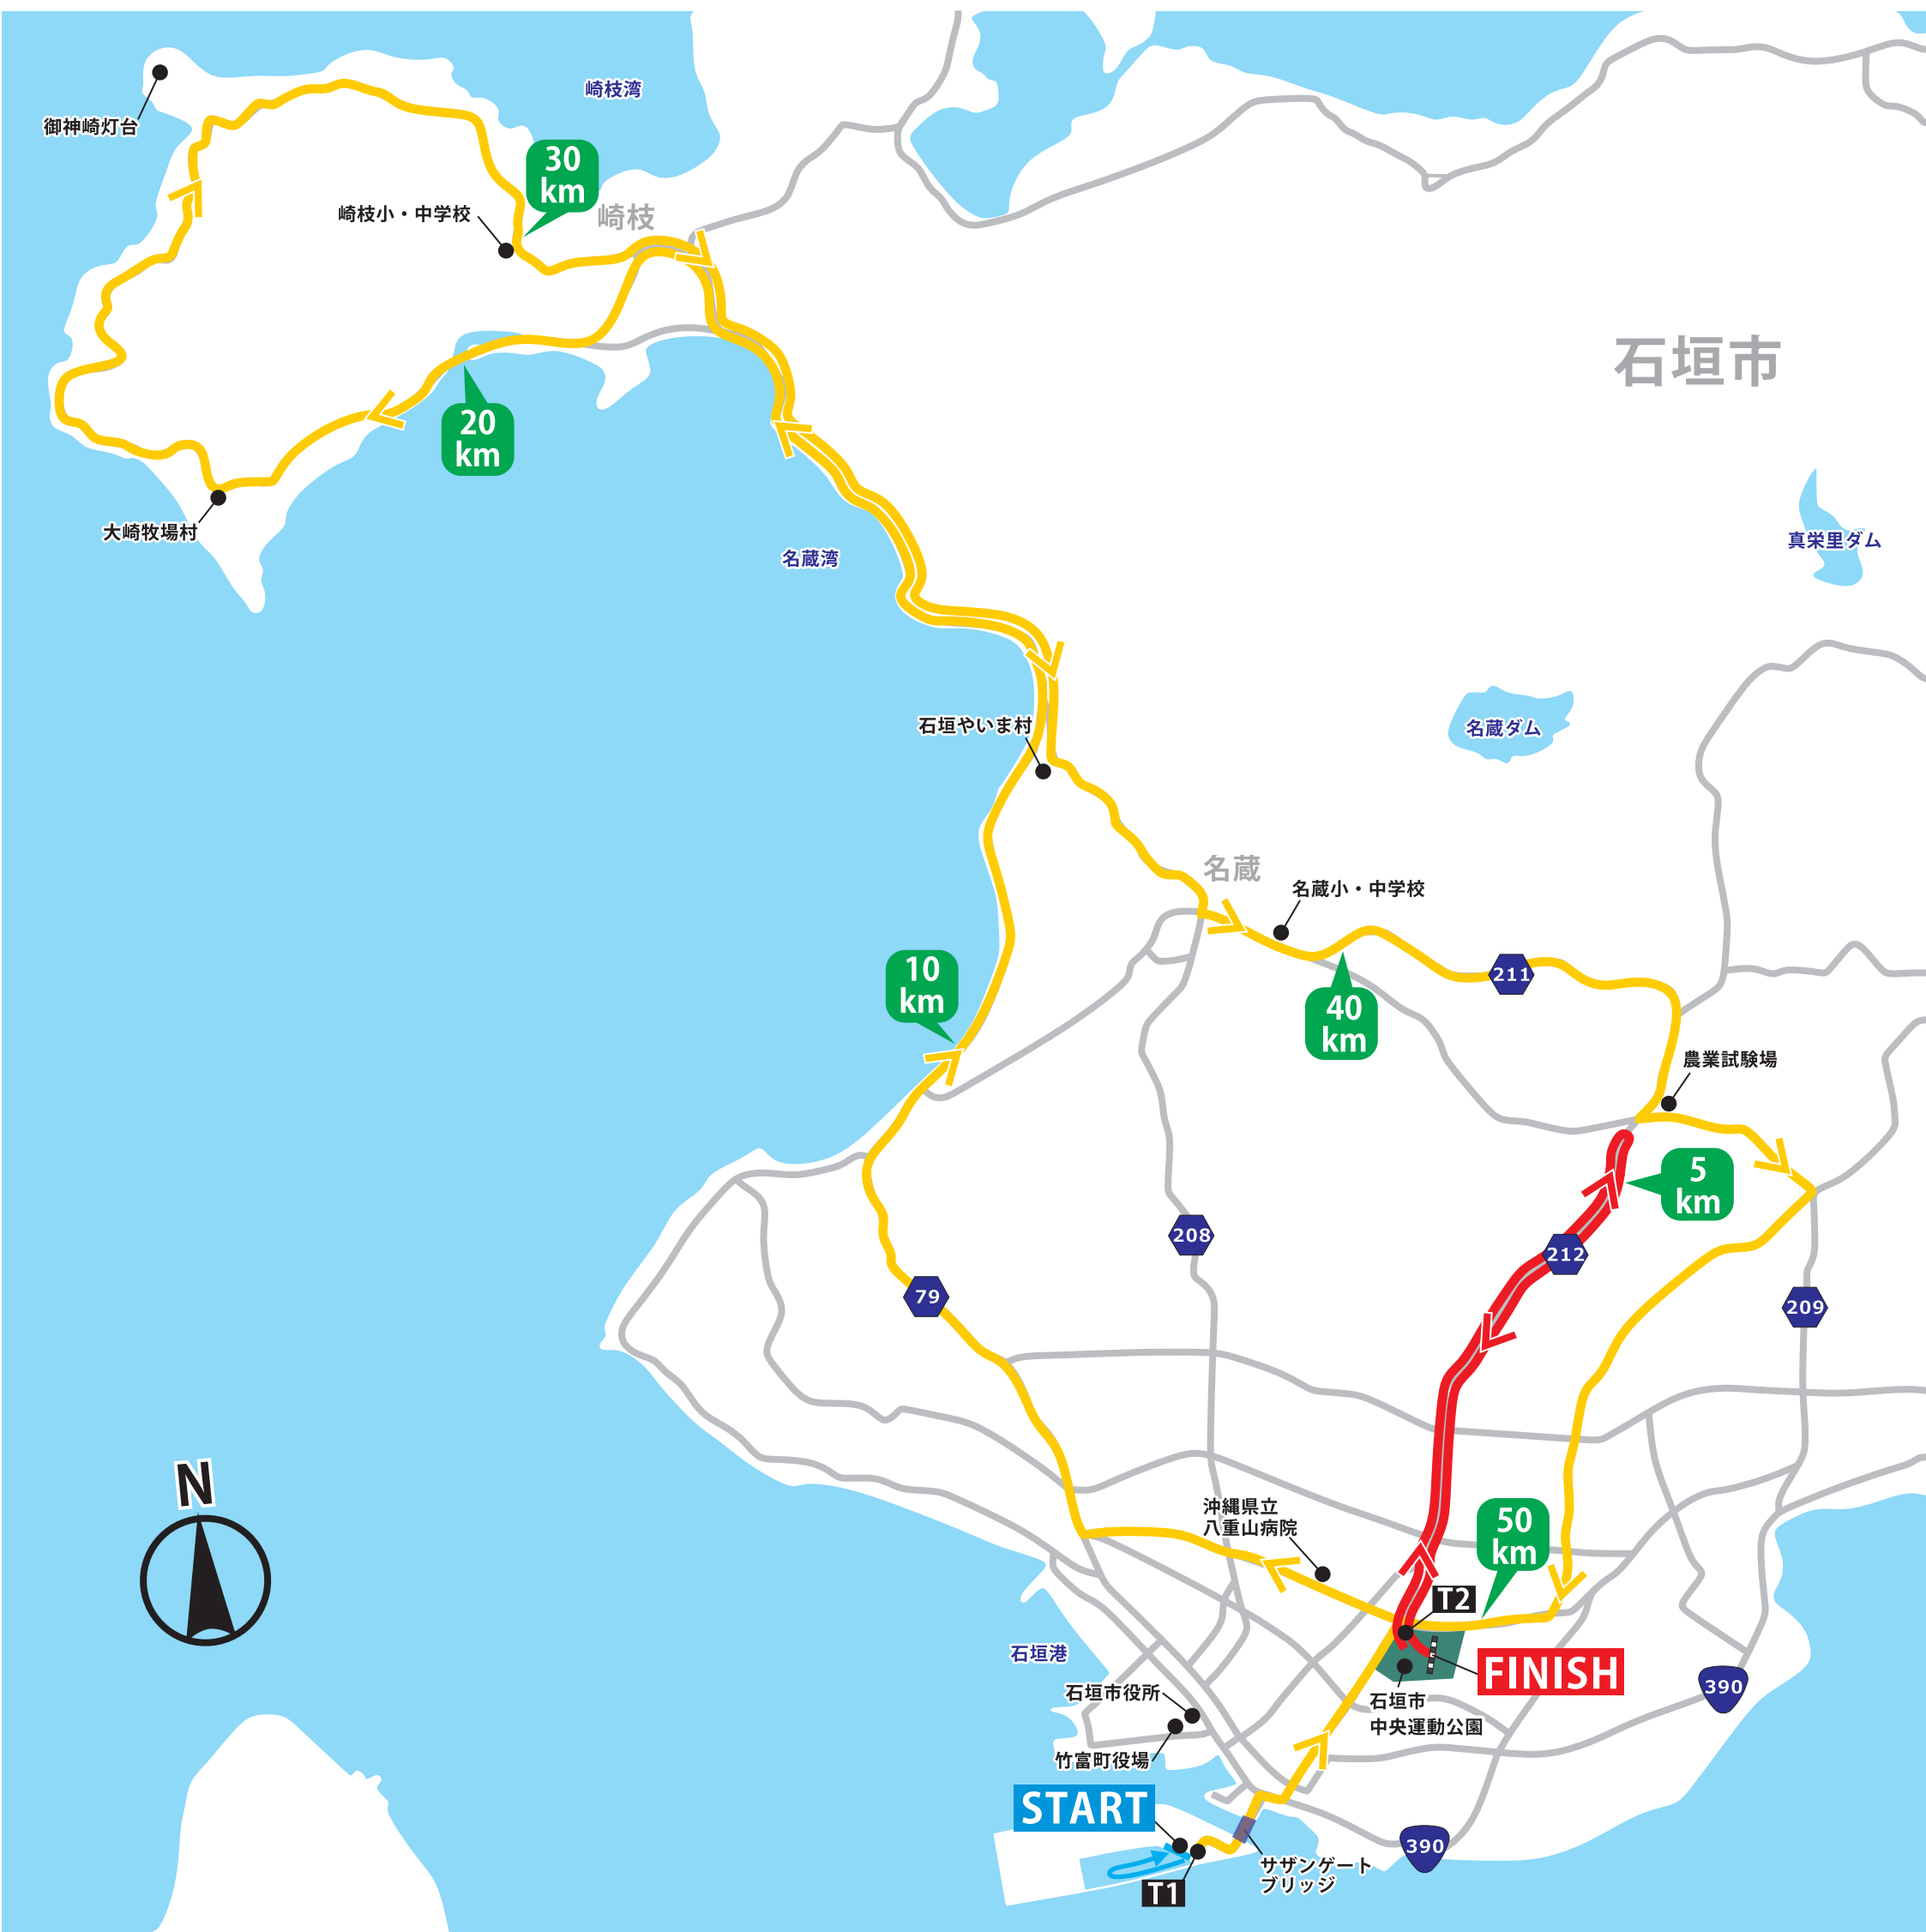 崎枝湾
御神崎灯台
30
km
崎枝小・中学校
崎枝
石垣市
20
km
大崎牧場村
名蔵湾
真栄里ダム
石垣やいま村
名蔵ダム
名蔵
名蔵小・中学校
10
km
211
40
km
農業試験場
5
km
208
212
79
209
N
沖縄県立
八重山病院
50
km
T2
石垣港
FINISH
石垣市役所
390
石垣市
中央運動公園
竹富町役場
START
390
サザンゲート
ブリッジ
T1